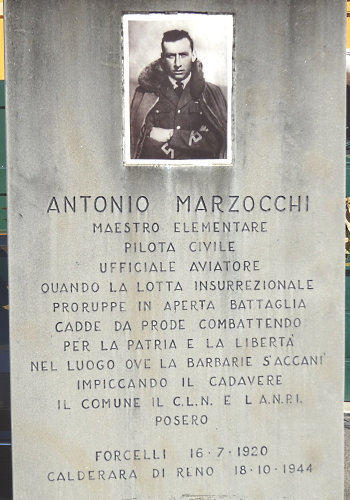 ANTONIO MARZOCCHI
MAESTRO ELEMENTARE
PILOTA CIVILE
UFFICIALE AVIATORE
QUANDO LA LOTTA INSURREZIONALE
PRORUPPE IN APERTA BATTAGLIA
CADDE DA PRODE COMBATTENDO
PER LA PATRIA E LA LIBERTA'
NEL LUOGO OVE LA BARBARIE S'ACCANI'
IMPICCANDO IL CADAVERE
IL COMUNE IL C.L.N. E L'A.N.P.I.
POSERO
FORCELLI 16·7·1920
CALDERARA DI RENO 18·10·1944